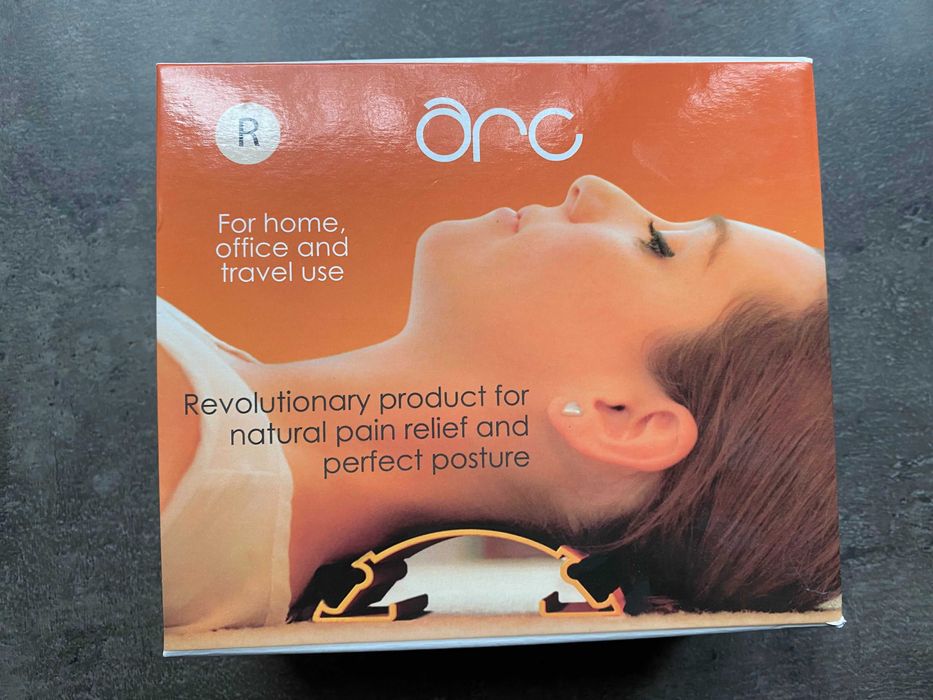 R
arc
For home,
office and
travel use
Revolutionary product for
natural pain relief and
perfect posture